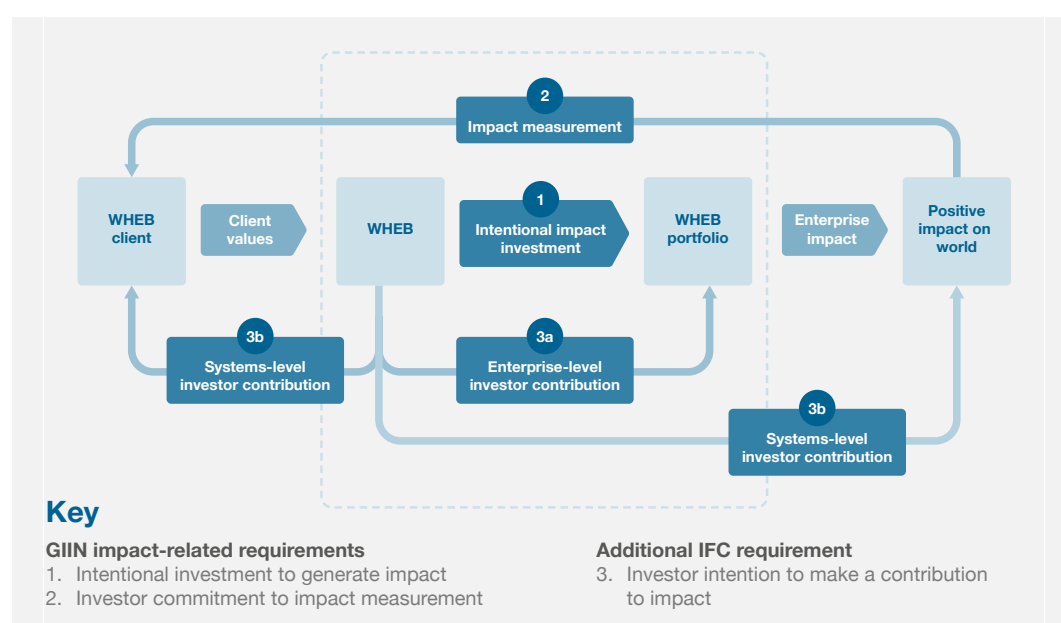 2
Impact measurement
WHEB
client
Client
values
WHEB
1
Intentional impact
investment
WHEB
portfolio
Enterprise
impact
Positive
impact on
world
3b
Systems-level
investor contribution
3a
Enterprise-level
investor contribution
3b
Systems-level
investor contribution
Key
GIIN impact-related requirements
1. Intentional investment to generate impact
2. Investor commitment to impact measurement
Additional IFC requirement
3. Investor intention to make a contribution
to impact